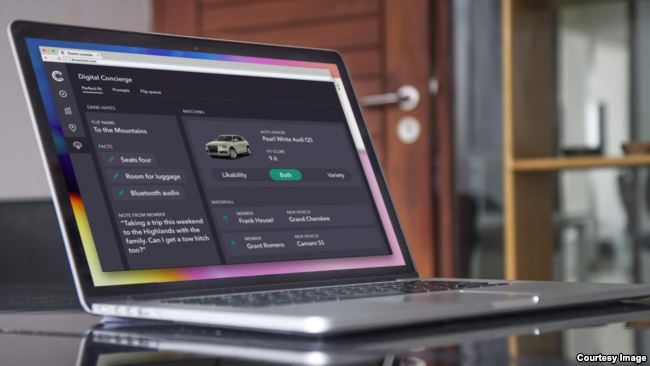 Digital Concierge
Perfect fit Prompts Flip queue
DANE HAYES
FLIP NAME
To the Mountains
FACTS
Seats four
Room for luggage
Bluetooth audio
NOTE FROM MEMBER
"Taking a trip this weekend
to the Highlands with the
family. Can I get a tow hitch
too?"
MATCHING
AUTO-ASSIGN
Pearl White Audi Q5
FIT SCORE
9.6
Likability Both Variety
WATERFALL
MEMBER NEW VEHICLE
Frank Heusel Grand Cherokee
MEMBER NEW VEHICLE
Grant Romero Camaro SS
Courtesy Image